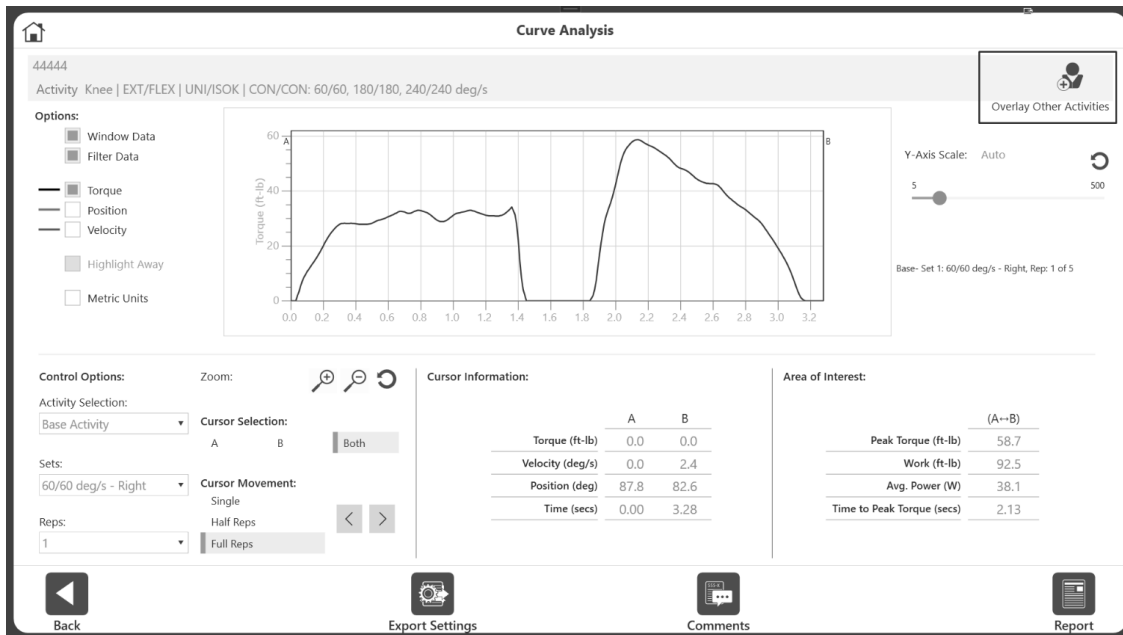 Curve Analysis
44444
Activity Knee | EXT/FLEX | UNI/ISOK | CON/CON: 60/60, 180/180, 240/240 deg/s
Overlay Other Activities
Options:
Window Data
Filter Data
Torque
Position
Velocity
Highlight Away
Metric Units
Torque (ft-lb)
60
40
20
0
A
B
0.0 0.2 0.4 0.6 0.8 1.0 1.2 1.4 1.6 1.8 2.0 2.2 2.4 2.6 2.8 3.0 3.2
Y-Axis Scale: Auto
5 500
Base- Set 1: 60/60 deg/s - Right, Rep: 1 of 5
Control Options:
Activity Selection:
Base Activity
Sets:
60/60 deg/s - Right
Reps:
1
Zoom:
Cursor Selection:
A B Both
Cursor Movement:
Single
Half Reps
Full Reps
Cursor Information:
A B
Torque (ft-lb) 0.0 0.0
Velocity (deg/s) 0.0 2.4
Position (deg) 87.8 82.6
Time (secs) 0.00 3.28
Area of Interest:
(A↔B)
Peak Torque (ft-lb) 58.7
Work (ft-lb) 92.5
Avg. Power (W) 38.1
Time to Peak Torque (secs) 2.13
Back
Export Settings
Comments
Report